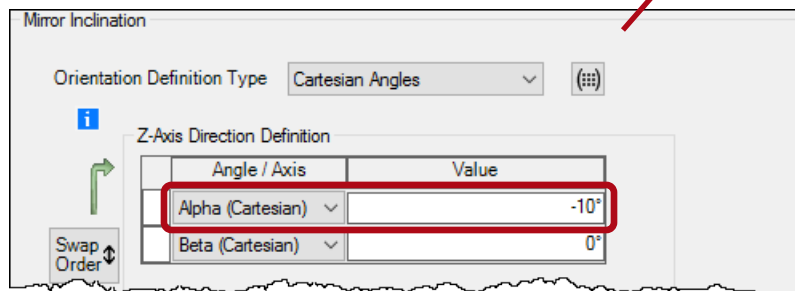 Mirror Inclination
Orientation Definition Type Cartesian Angles
i
Z-Axis Direction Definition
Angle / Axis Value
Alpha (Cartesian) -10°
Beta (Cartesian) 0°
Swap
Order